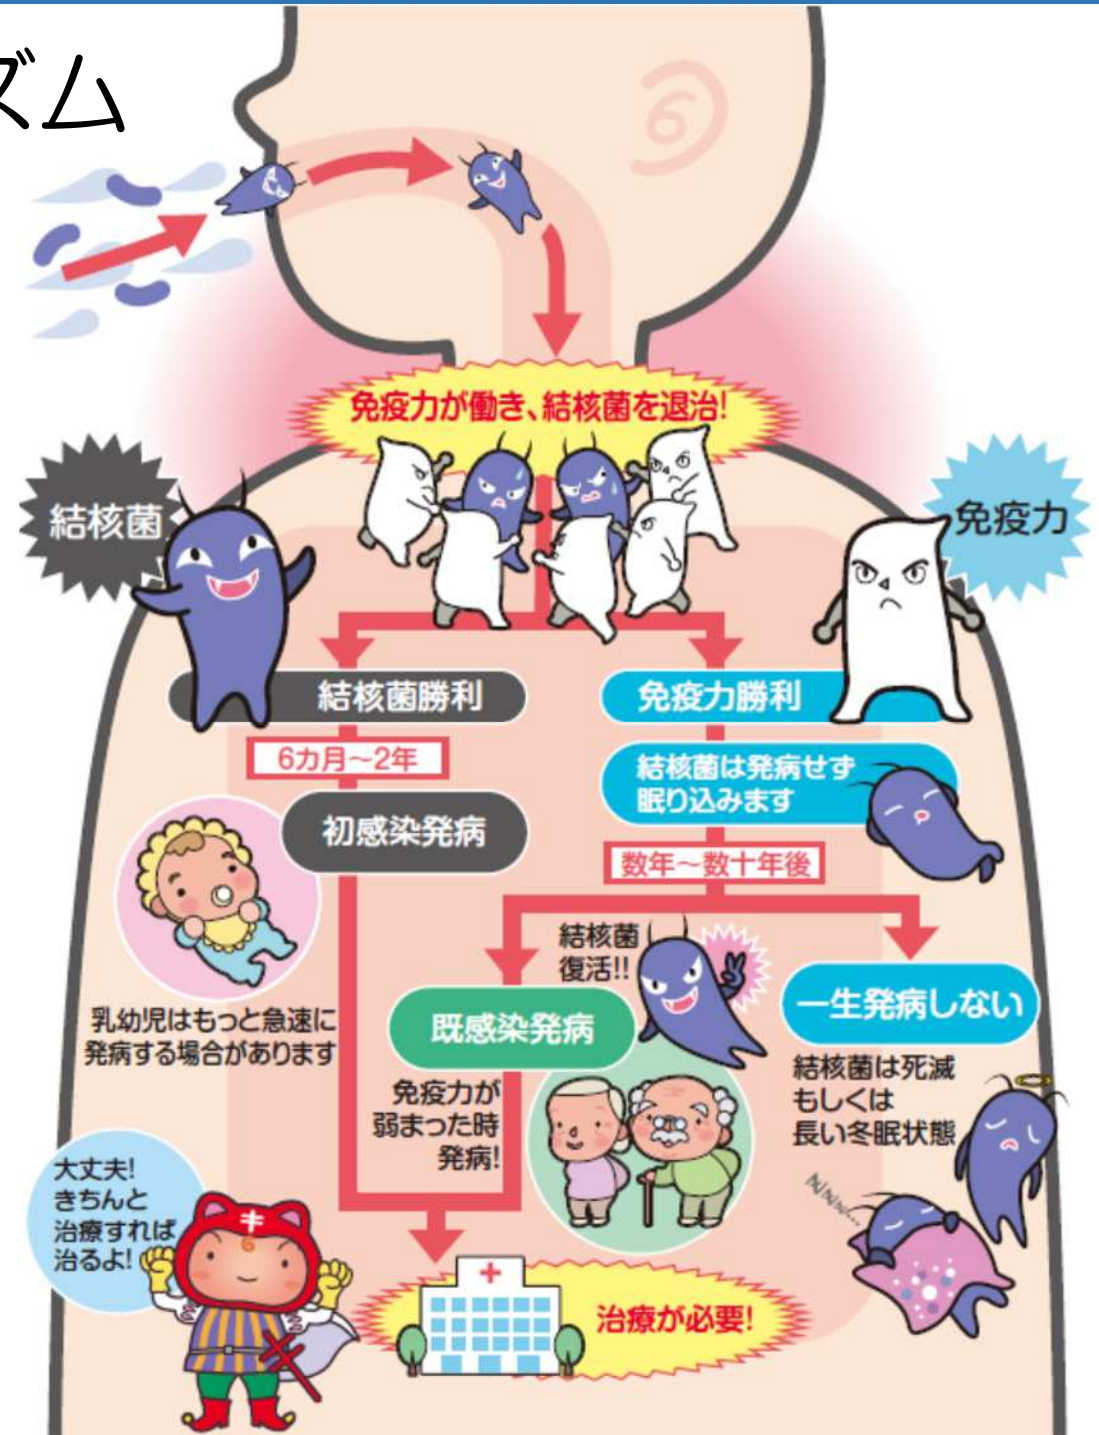 ズム
免疫力が働き、結核菌を退治!
結核菌
免疫力
結核菌勝利
免疫力勝利
6カ月〜2年
結核菌は発病せず
眠り込みます
初感染発病
数年〜数十年後
結核菌
復活!!
既感染発病
一生発病しない
乳幼児はもっと急速に
発病する場合があります
免疫力が
弱まった時
発病!
結核菌は死滅
もしくは
長い冬眠状態
大丈夫!
きちんと
治療すれば
治るよ!
キ
治療が必要!